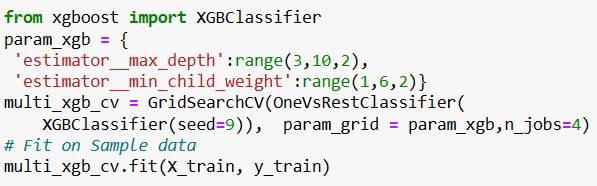 from xgboost import XGBClassifier
param_xgb = {
 'estimator__max_depth':range(3,10,2),
 'estimator__min_child_weight':range(1,6,2)}
multi_xgb_cv = GridSearchCV(OneVsRestClassifier(
    XGBClassifier(seed=9)),  param_grid = param_xgb,n_jobs=4)
# Fit on Sample data
multi_xgb_cv.fit(X_train, y_train)